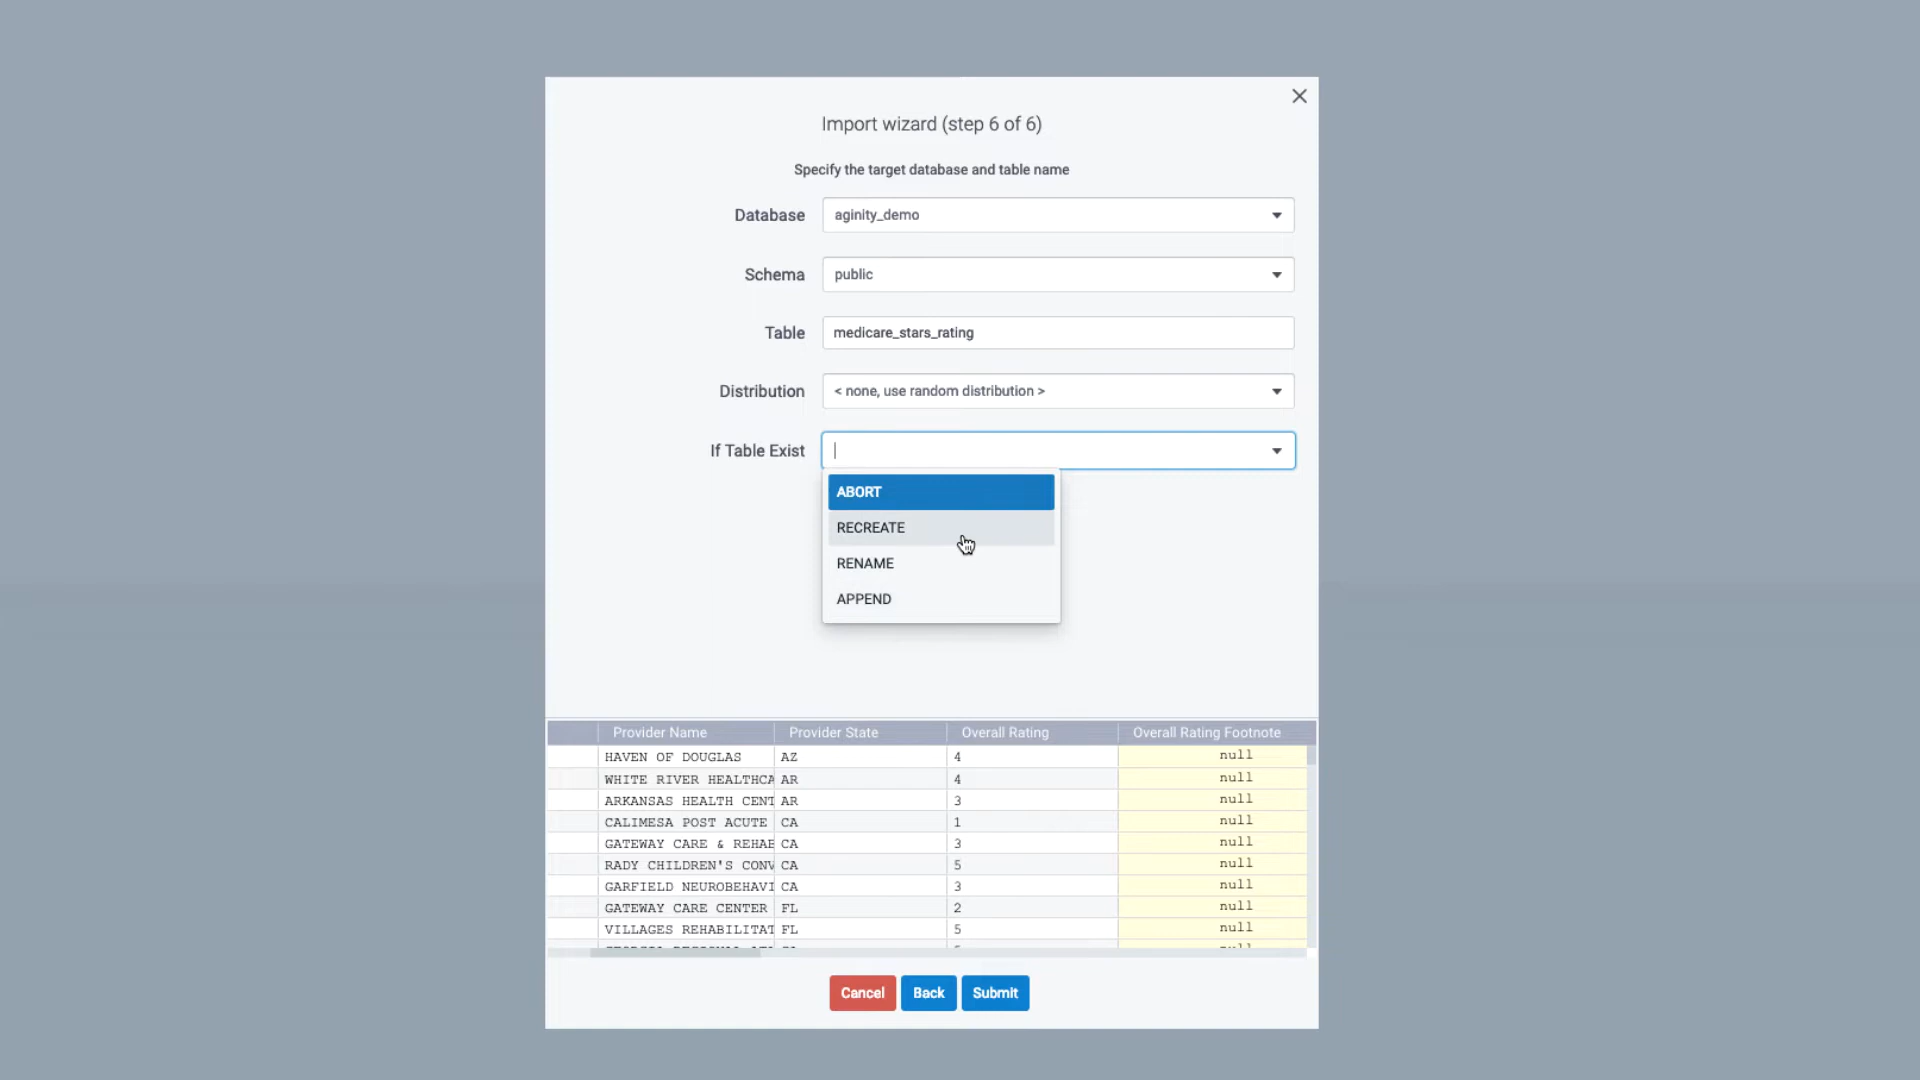 Import wizard (step 6 of 6)
Specify the target database and table name
Database aginity_demo
Schema public
Table medicare_stars_rating
Distribution < none, use random distribution >
If Table Exist
ABORT
RECREATE
RENAME
APPEND
Provider Name Provider State Overall Rating Overall Rating Footnote
HAVEN OF DOUGLAS AZ 4 null
WHITE RIVER HEALTHCA AR 4 null
ARKANSAS HEALTH CENT AR 3 null
CALIMESA POST ACUTE CA 1 null
GATEWAY CARE & REHAB CA 3 null
RADY CHILDREN'S CONV CA 5 null
GARFIELD NEUROBEHAVI CA 3 null
GATEWAY CARE CENTER FL 2 null
VILLAGES REHABILITAT FL 5 null
Cancel Back Submit